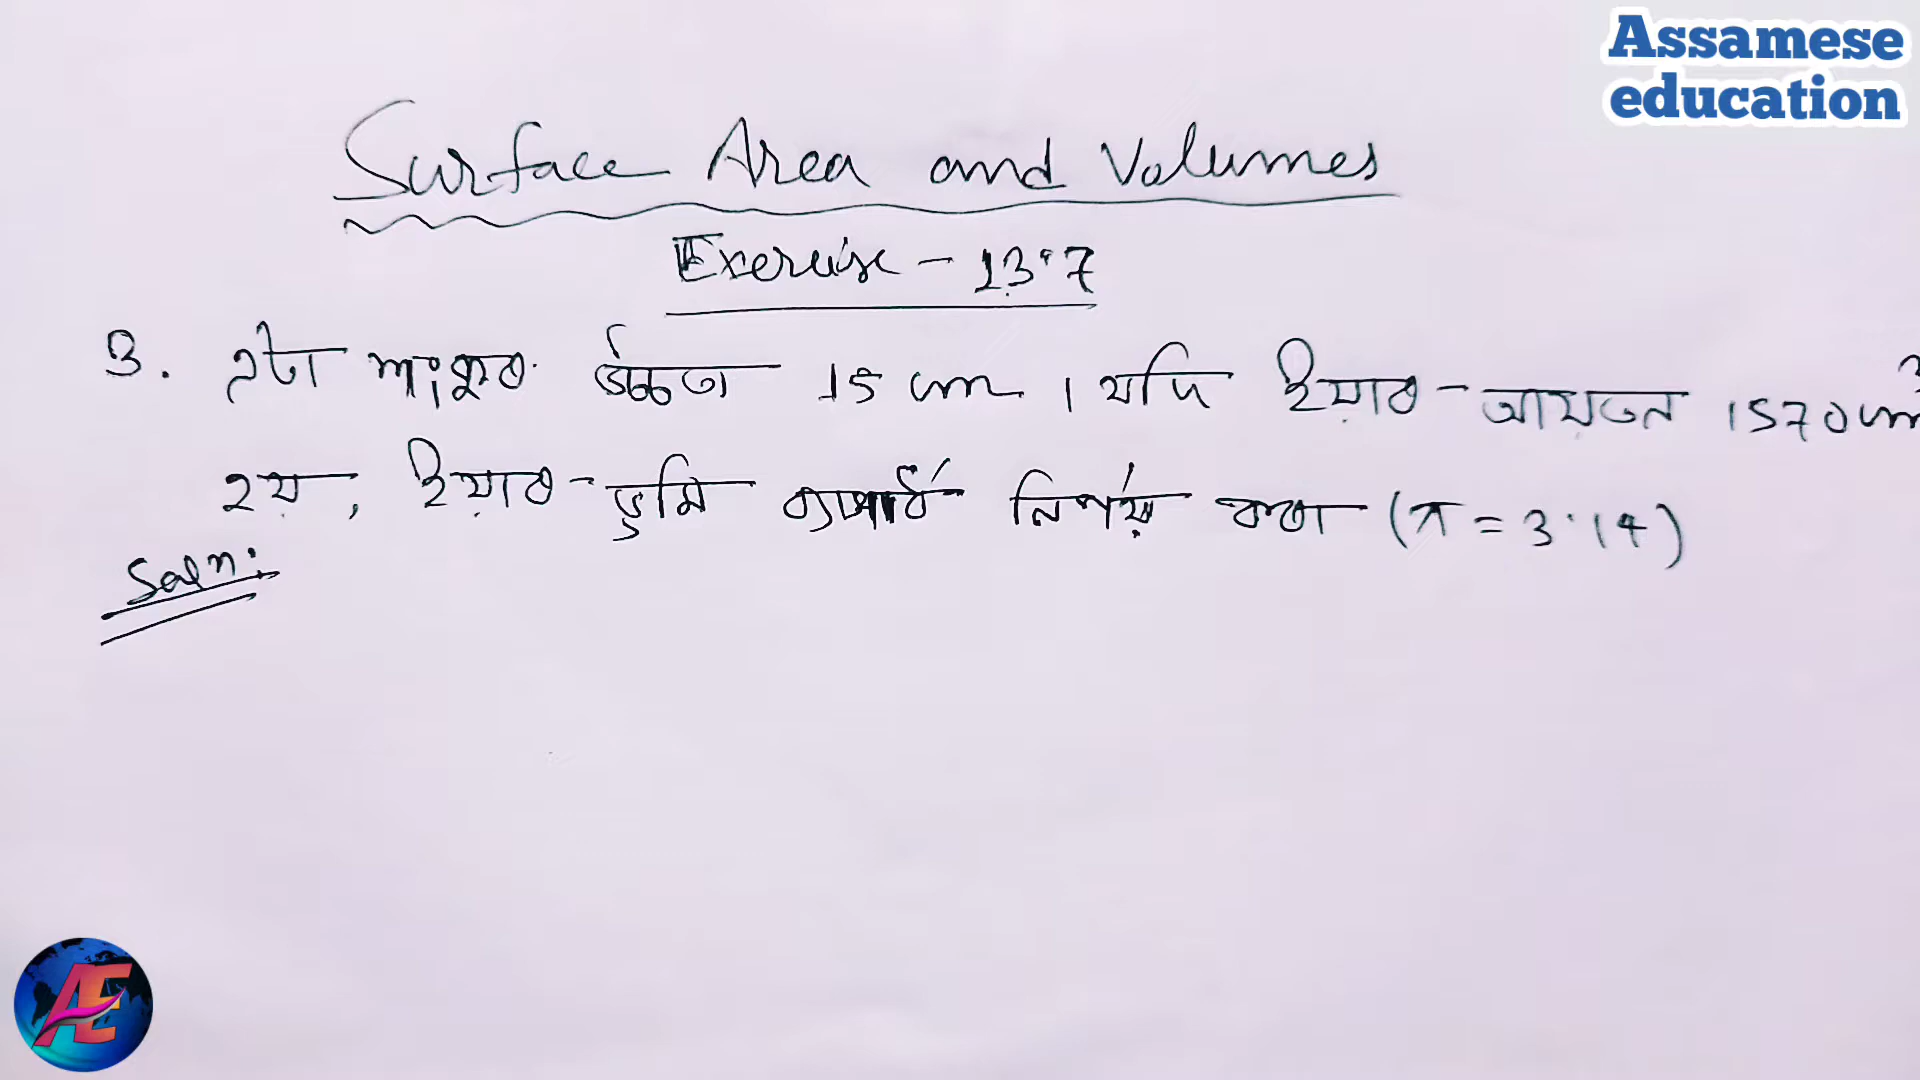 Assamese
education
Surface Area and Volumes
Exercise - 13.7
3. এটা শংকুৰ উচ্চতা 15 cm । যদি ইয়াৰ আয়তন 1570 cm³
হয়, ইয়াৰ ভূমি ব্যাসাৰ্ধ নিৰ্ণয় কৰা (π = 3.14)
Soln:
AE